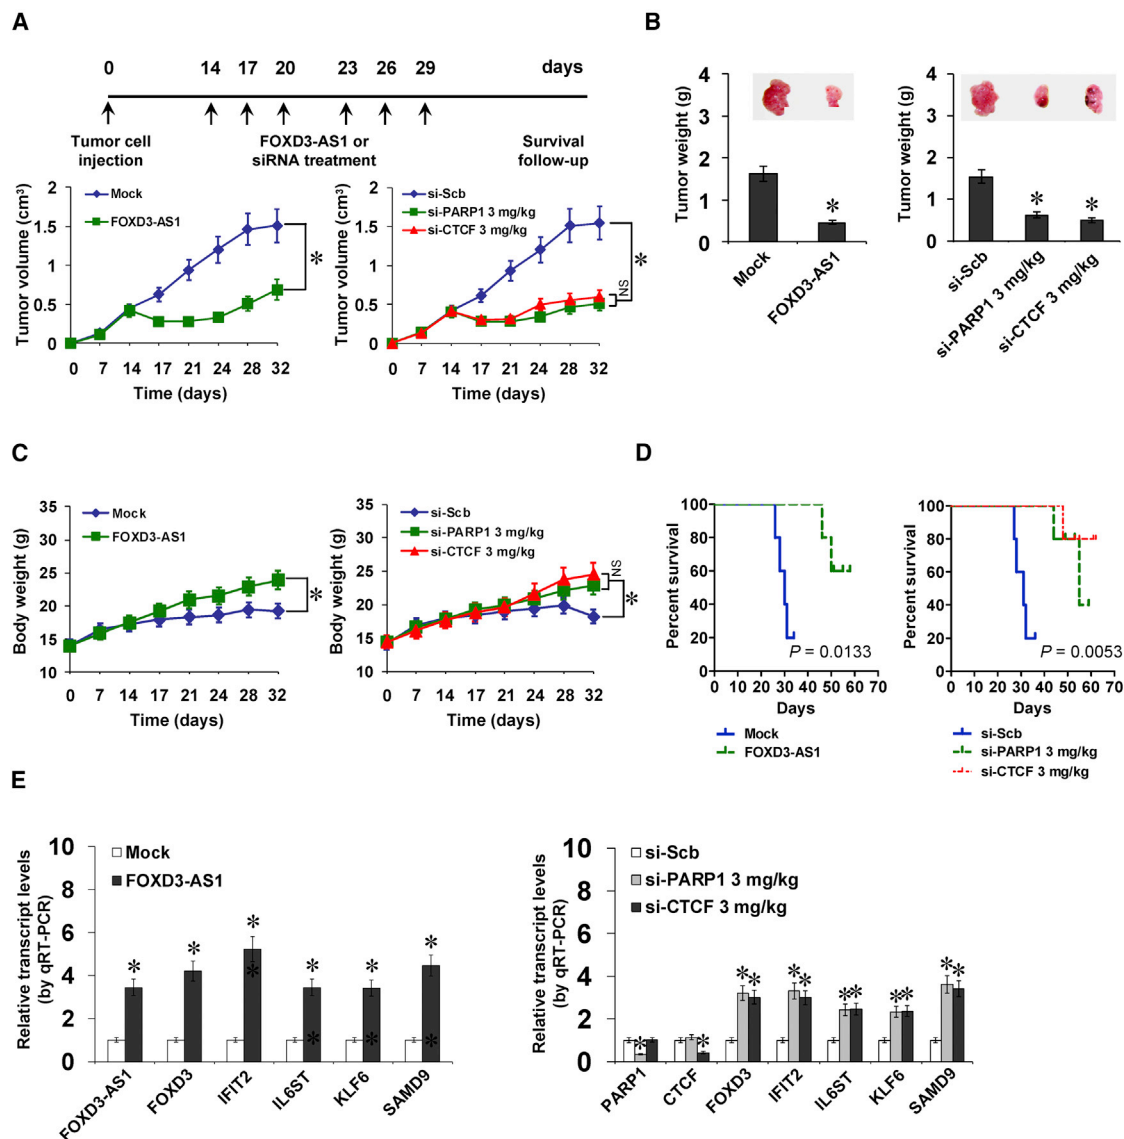 A
0 14 17 20 23 26 29 days
Tumor cell
injection
FOXD3-AS1 or
siRNA treatment
Survival
follow-up
Tumor volume (cm³)
2
1.5
1
0.5
0
Mock
FOXD3-AS1
*
0 7 14 17 21 24 28 32
Time (days)
Tumor volume (cm³)
2
1.5
1
0.5
0
si-Scb
si-PARP1 3 mg/kg
si-CTCF 3 mg/kg
NS
*
0 7 14 17 21 24 28 32
Time (days)
B
Tumor weight (g)
4
3
2
1
0
*
Mock
FOXD3-AS1
Tumor weight (g)
4
3
2
1
0
* *
si-Scb
si-PARP1 3 mg/kg
si-CTCF 3 mg/kg
C
Body weight (g)
35
30
25
20
15
10
Mock
FOXD3-AS1
*
0 7 14 17 21 24 28 32
Time (days)
Body weight (g)
35
30
25
20
15
10
si-Scb
si-PARP1 3 mg/kg
si-CTCF 3 mg/kg
NS
*
0 7 14 17 21 24 28 32
Time (days)
D
Percent survival
100
80
60
40
20
P = 0.0133
0 10 20 30 40 50 60 70
Days
Mock
FOXD3-AS1
Percent survival
100
80
60
40
20
P = 0.0053
0 10 20 30 40 50 60 70
Days
si-Scb
si-PARP1 3 mg/kg
si-CTCF 3 mg/kg
E
Relative transcript levels
(by qRT-PCR)
10
8
6
4
2
0
Mock
FOXD3-AS1
* * * * * *
* * * *
FOXD3-AS1
FOXD3
IFIT2
IL6ST
KLF6
SAMD9
Relative transcript levels
(by qRT-PCR)
10
8
6
4
2
0
si-Scb
si-PARP1 3 mg/kg
si-CTCF 3 mg/kg
* * ** ** ** ** **
PARP1
CTCF
FOXD3
IFIT2
IL6ST
KLF6
SAMD9